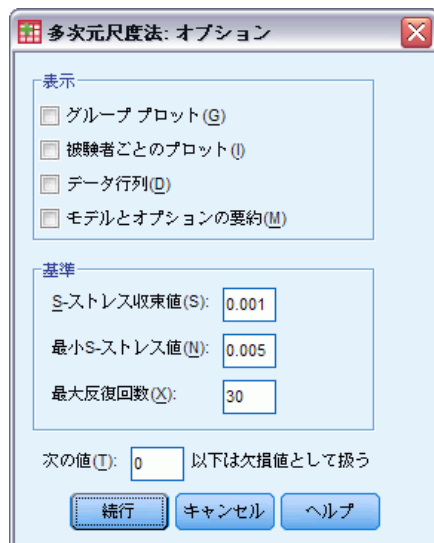 多次元尺度法: オプション
表示
グループ プロット(G)
被験者ごとのプロット(I)
データ行列(D)
モデルとオプションの要約(M)
基準
S-ストレス収束値(S): 0.001
最小S-ストレス値(N): 0.005
最大反復回数(X): 30
次の値(T): 0 以下は欠損値として扱う
続行 キャンセル ヘルプ